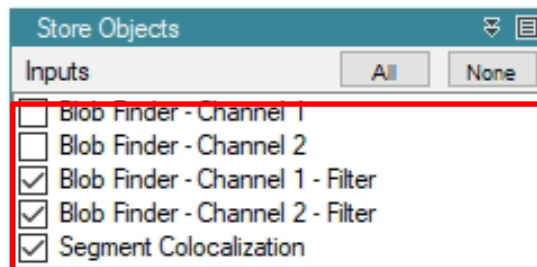 Store Objects
Inputs All None
Blob Finder - Channel 1
Blob Finder - Channel 2
Blob Finder - Channel 1 - Filter
Blob Finder - Channel 2 - Filter
Segment Colocalization